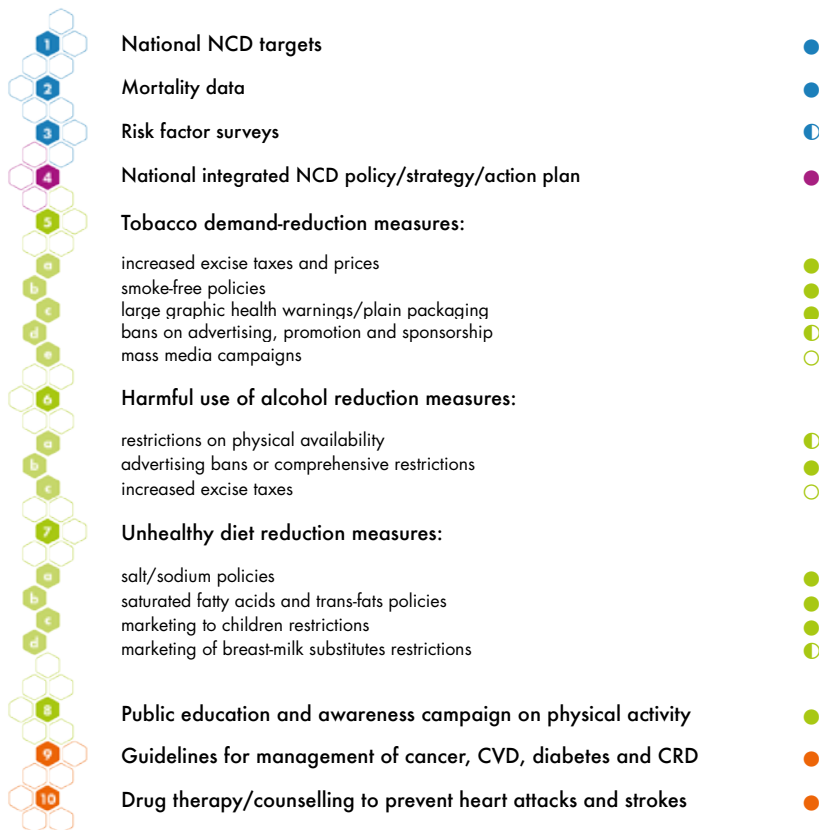 1 National NCD targets
2 Mortality data
3 Risk factor surveys
4 National integrated NCD policy/strategy/action plan
5 Tobacco demand-reduction measures:
a increased excise taxes and prices
b smoke-free policies
c large graphic health warnings/plain packaging
d bans on advertising, promotion and sponsorship
e mass media campaigns
6 Harmful use of alcohol reduction measures:
a restrictions on physical availability
b advertising bans or comprehensive restrictions
c increased excise taxes
7 Unhealthy diet reduction measures:
a salt/sodium policies
b saturated fatty acids and trans-fats policies
c marketing to children restrictions
d marketing of breast-milk substitutes restrictions
8 Public education and awareness campaign on physical activity
9 Guidelines for management of cancer, CVD, diabetes and CRD
10 Drug therapy/counselling to prevent heart attacks and strokes